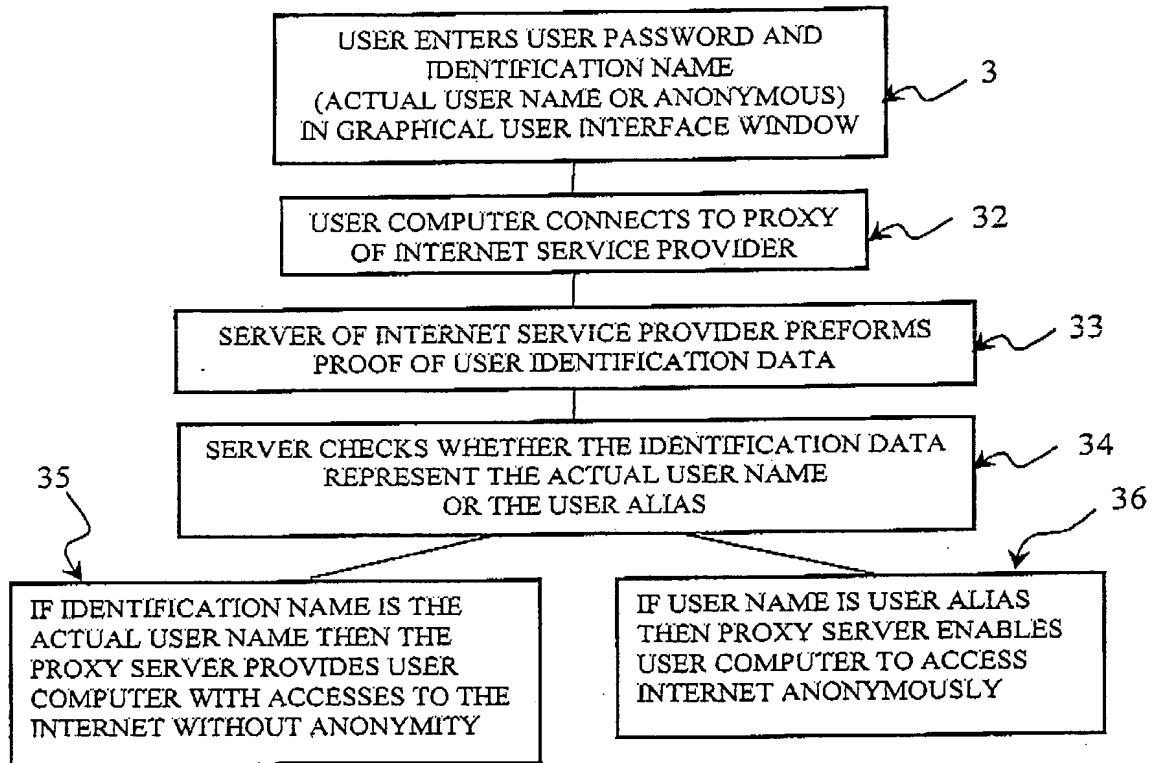 USER ENTERS USER PASSWORD AND
IDENTIFICATION NAME
(ACTUAL USER NAME OR ANONYMOUS)
IN GRAPHICAL USER INTERFACE WINDOW
3
USER COMPUTER CONNECTS TO PROXY
OF INTERNET SERVICE PROVIDER
32
SERVER OF INTERNET SERVICE PROVIDER PREFORMS
PROOF OF USER IDENTIFICATION DATA
33
SERVER CHECKS WHETHER THE IDENTIFICATION DATA
REPRESENT THE ACTUAL USER NAME
OR THE USER ALIAS
34
35
IF IDENTIFICATION NAME IS THE
ACTUAL USER NAME THEN THE
PROXY SERVER PROVIDES USER
COMPUTER WITH ACCESSES TO THE
INTERNET WITHOUT ANONYMITY
36
IF USER NAME IS USER ALIAS
THEN PROXY SERVER ENABLES
USER COMPUTER TO ACCESS
INTERNET ANONYMOUSLY